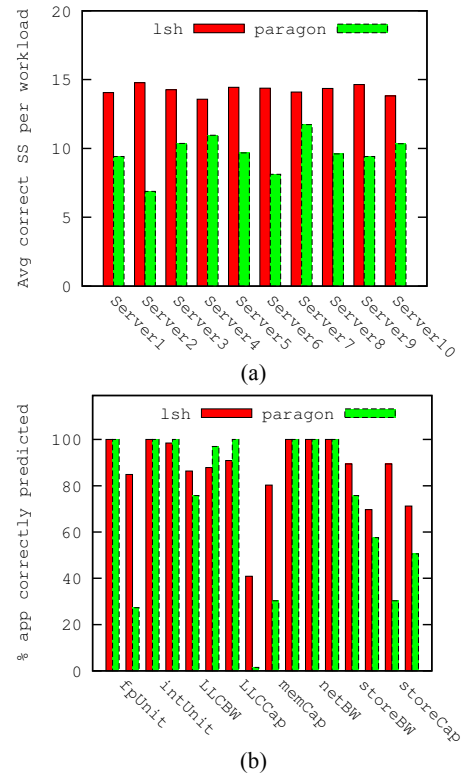 20
15
10
5
0
Avg correct SS per workload
lsh paragon
Server1
Server2
Server3
Server4
Server5
Server6
Server7
Server8
Server9
Server10
(a)
100
80
60
40
20
0
% app correctly predicted
lsh paragon
fpUnit
intUnit
LLCBW
LLCCap
memCap
netBW
storeBW
storeCap
(b)